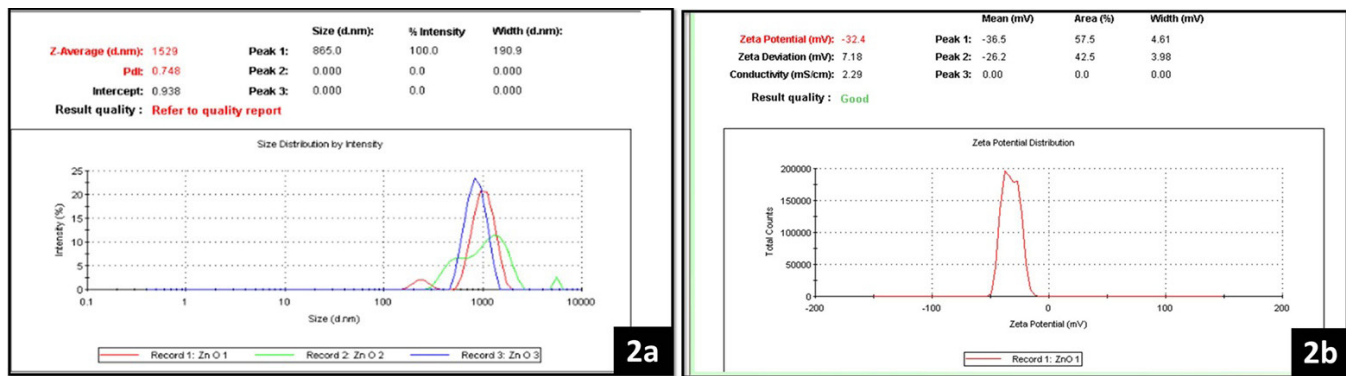 Size (d.nm): % Intensity Width (d.nm):
Z-Average (d.nm): 1529 Peak 1: 865.0 100.0 190.9
PdI: 0.748 Peak 2: 0.000 0.0 0.000
Intercept: 0.938 Peak 3: 0.000 0.0 0.000
Result quality : Refer to quality report
Size Distribution by Intensity
Intensity (%)
25
20
15
10
5
0
0.1 1 10 100 1000 10000
Size (d.nm)
Record 1: Zn O 1 Record 2: Zn O 2 Record 3: Zn O 3
2a
Mean (mV) Area (%) Width (mV)
Zeta Potential (mV): -32.4 Peak 1: -36.5 57.5 4.61
Zeta Deviation (mV): 7.18 Peak 2: -26.2 42.5 3.98
Conductivity (mS/cm): 2.29 Peak 3: 0.00 0.0 0.00
Result quality : Good
Zeta Potential Distribution
Total Counts
200000
150000
100000
50000
0
-200 -100 0 100 200
Zeta Potential (mV)
Record 1: ZnO 1
2b